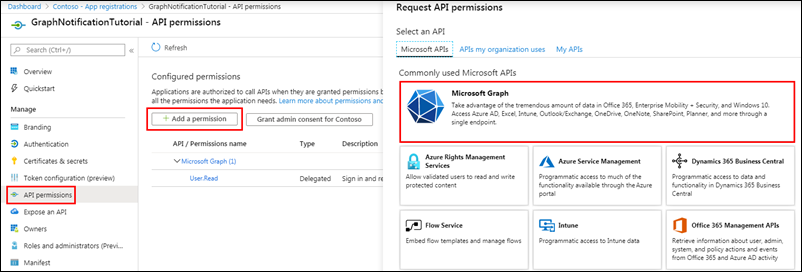 Dashboard > Contoso - App registrations > GraphNotificationTutorial - API permissions
GraphNotificationTutorial - API permissions
Search (Ctrl+/)
Overview
Quickstart
Manage
Branding
Authentication
Certificates & secrets
Token configuration (preview)
API permissions
Expose an API
Owners
Roles and administrators (Previ...
Manifest
Refresh
Configured permissions
Applications are authorized to call APIs when they are granted permissions
all the permissions the application needs. Learn more about permissions and
+ Add a permission
Grant admin consent for Contoso
API / Permissions name
Type
Description
Microsoft Graph (1)
User.Read
Delegated
Sign in and re
Request API permissions
Select an API
Microsoft APIs
APIs my organization uses
My APIs
Commonly used Microsoft APIs
Microsoft Graph
Take advantage of the tremendous amount of data in Office 365, Enterprise Mobility + Security, and Windows 10.
Access Azure AD, Excel, Intune, Outlook/Exchange, OneDrive, OneNote, SharePoint, Planner, and more through a
single endpoint.
Azure Rights Management
Services
Allow validated users to read and write
protected content
Azure Service Management
Programmatic access to much of the
functionality available through the Azure
portal
Dynamics 365 Business Central
Programmatic access to data and
functionality in Dynamics 365 Business
Central
Flow Service
Embed flow templates and manage flows
Intune
Programmatic access to Intune data
Office 365 Management APIs
Retrieve information about user, admin,
system, and policy actions and events
from Office 365 and Azure AD activity